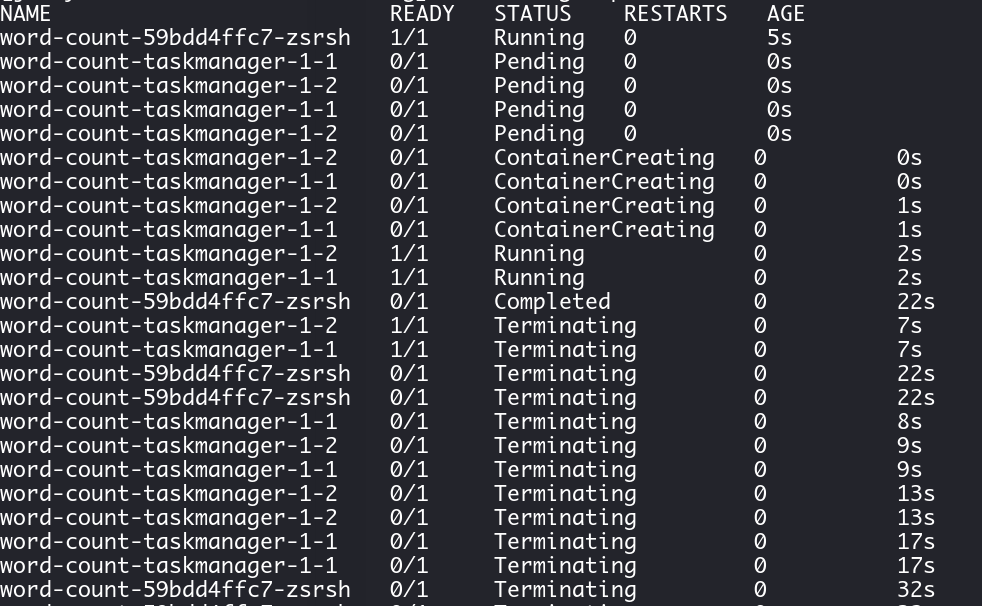 NAME READY STATUS RESTARTS AGE
word-count-59bdd4ffc7-zsrsh 1/1 Running 0 5s
word-count-taskmanager-1-1 0/1 Pending 0 0s
word-count-taskmanager-1-2 0/1 Pending 0 0s
word-count-taskmanager-1-1 0/1 Pending 0 0s
word-count-taskmanager-1-2 0/1 Pending 0 0s
word-count-taskmanager-1-2 0/1 ContainerCreating 0 0s
word-count-taskmanager-1-1 0/1 ContainerCreating 0 0s
word-count-taskmanager-1-2 0/1 ContainerCreating 0 1s
word-count-taskmanager-1-1 0/1 ContainerCreating 0 1s
word-count-taskmanager-1-2 1/1 Running 0 2s
word-count-taskmanager-1-1 1/1 Running 0 2s
word-count-59bdd4ffc7-zsrsh 0/1 Completed 0 22s
word-count-taskmanager-1-2 1/1 Terminating 0 7s
word-count-taskmanager-1-1 1/1 Terminating 0 7s
word-count-59bdd4ffc7-zsrsh 0/1 Terminating 0 22s
word-count-59bdd4ffc7-zsrsh 0/1 Terminating 0 22s
word-count-taskmanager-1-1 0/1 Terminating 0 8s
word-count-taskmanager-1-2 0/1 Terminating 0 9s
word-count-taskmanager-1-1 0/1 Terminating 0 9s
word-count-taskmanager-1-2 0/1 Terminating 0 13s
word-count-taskmanager-1-2 0/1 Terminating 0 13s
word-count-taskmanager-1-1 0/1 Terminating 0 17s
word-count-taskmanager-1-1 0/1 Terminating 0 17s
word-count-59bdd4ffc7-zsrsh 0/1 Terminating 0 32s